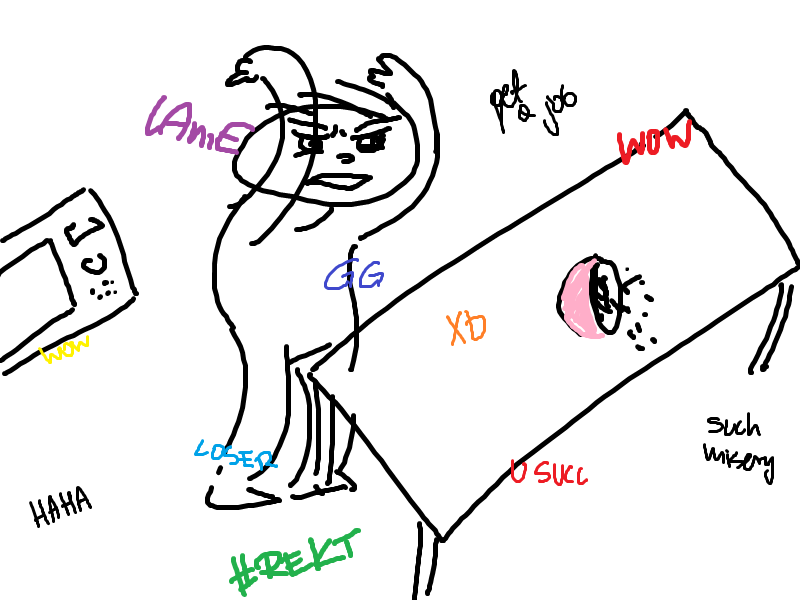 get
a job
LAmE
WOW
GG
XD
WOW
LOSER
such
misery
U SUCC
HAHA
#REKT